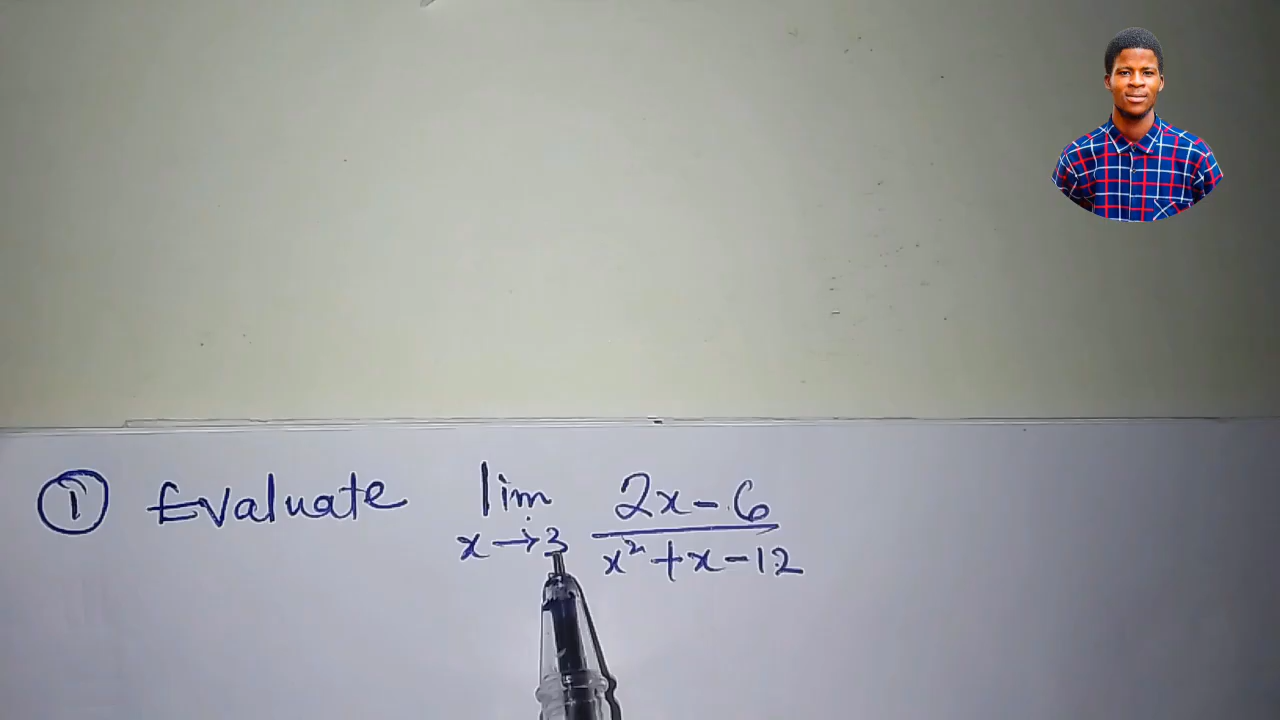 ① Evaluate lim x→3 2x-6 / x²+x-12